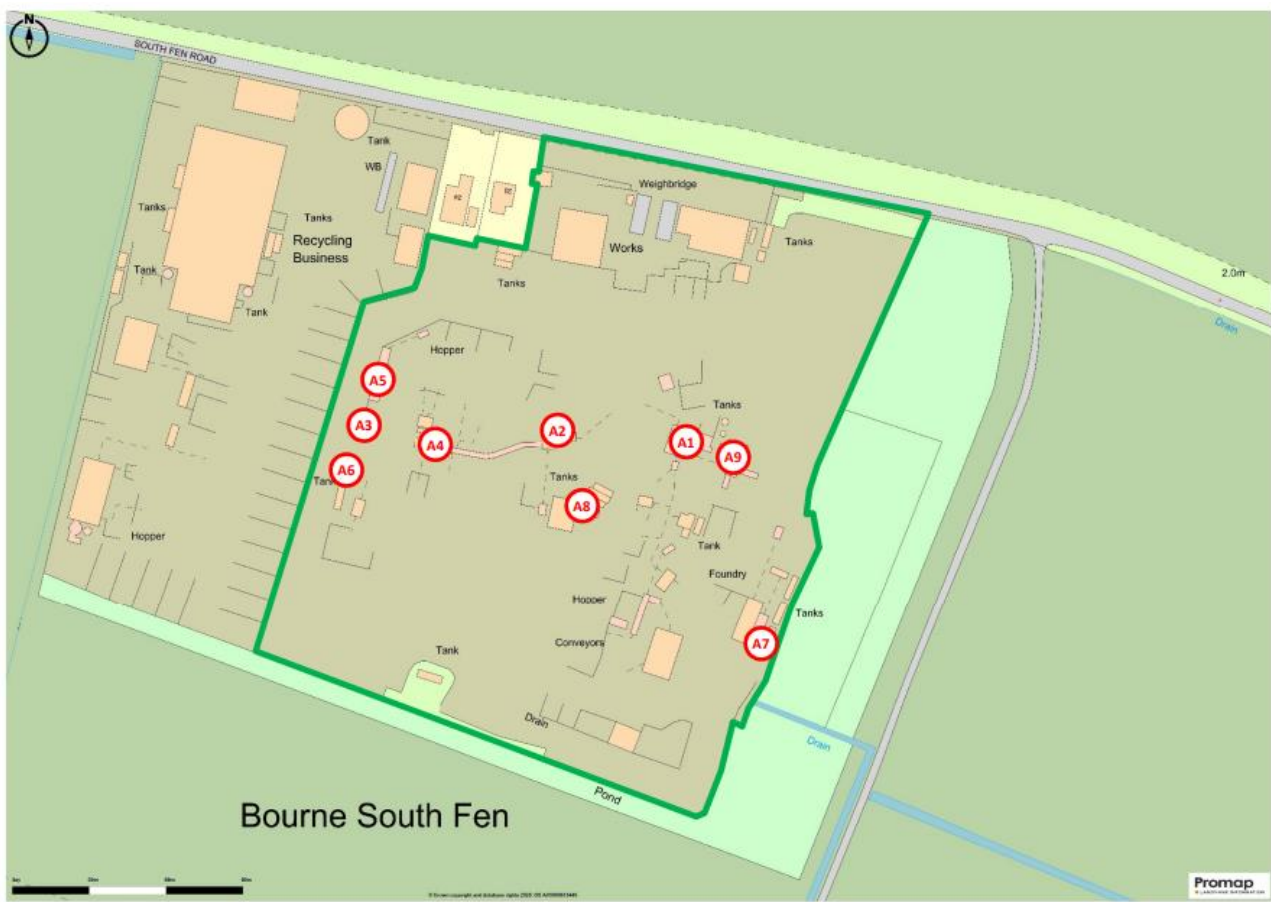 N
SOUTH FEN ROAD
Tank
WB
Weighbridge
Tanks
Tanks
Recycling
Business
Works
Tanks
Tank
Tanks
2.0m
Drain
Tank
Hopper
A5
Tanks
A3
A2
A1
A4
A9
A6
Tanks
A8
Hopper
Tank
Foundry
Hopper
Tanks
Conveyors
A7
Tank
Drain
Drain
Pond
Bourne South Fen
Promap